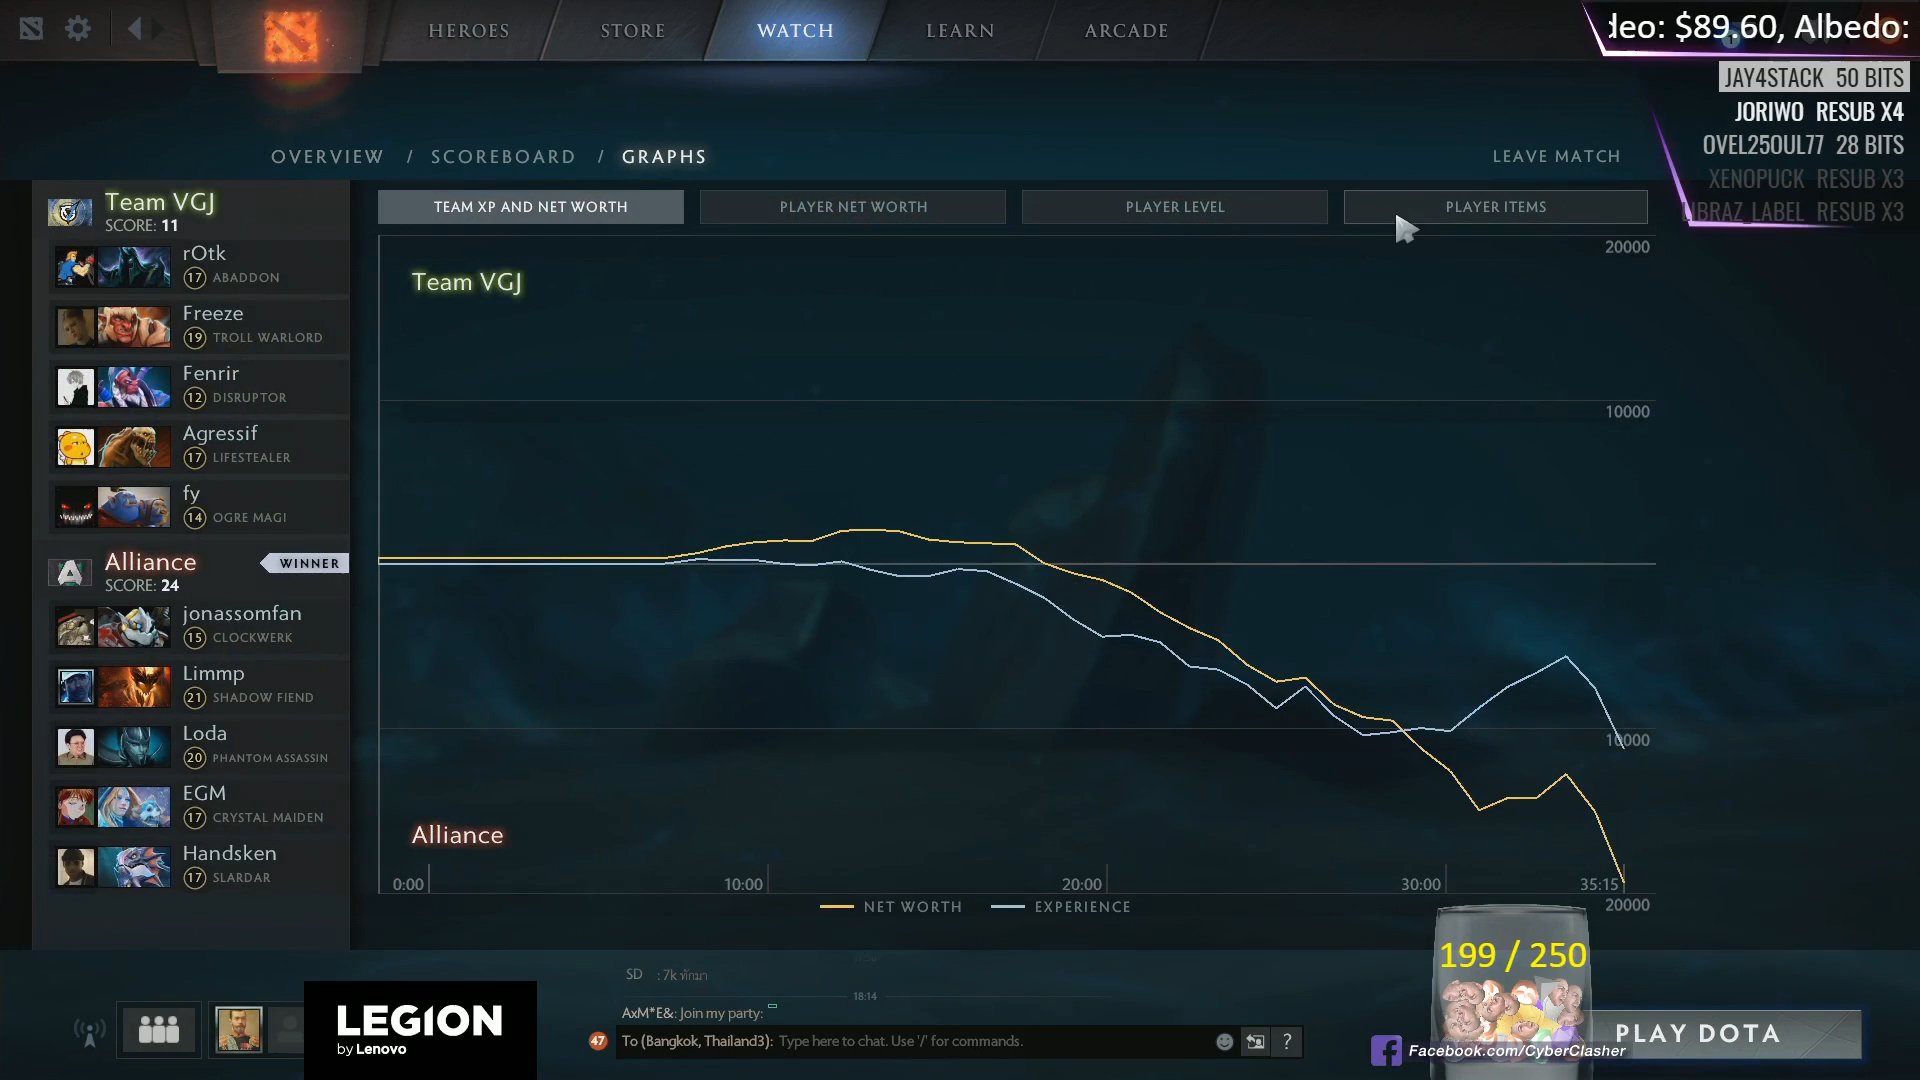 HEROES
STORE
WATCH
LEARN
ARCADE
deo: $89.60, Albedo:
JAY4STACK 50 BITS
JORIWO RESUB X4
OVEL25OUL77 28 BITS
XENOPUCK RESUB X3
LIBRAZ_LABEL RESUB X3
OVERVIEW / SCOREBOARD / GRAPHS
LEAVE MATCH
Team VGJ
SCORE: 11
rOtk
17 ABADDON
Freeze
19 TROLL WARLORD
Fenrir
12 DISRUPTOR
Agressif
17 LIFESTEALER
fy
14 OGRE MAGI
Alliance
WINNER
SCORE: 24
jonassomfan
15 CLOCKWERK
Limmp
21 SHADOW FIEND
Loda
20 PHANTOM ASSASSIN
EGM
17 CRYSTAL MAIDEN
Handsken
17 SLARDAR
TEAM XP AND NET WORTH
PLAYER NET WORTH
PLAYER LEVEL
PLAYER ITEMS
20000
Team VGJ
10000
10000
Alliance
0:00
10:00
20:00
30:00
35:15
20000
NET WORTH
EXPERIENCE
199 / 250
SD : 7k ทักมา
18:14
AxM*E&: Join my party:
47
To (Bangkok, Thailand3): Type here to chat. Use '/' for commands.
?
LEGION
by Lenovo
Facebook.com/CyberClasher
PLAY DOTA